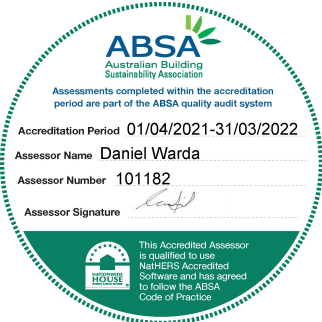 ABSA
Australian Building
Sustainability Association
Assessments completed within the accreditation
period are part of the ABSA quality audit system
Accreditation Period 01/04/2021-31/03/2022
Assessor Name Daniel Warda
Assessor Number 101182
Assessor Signature
This Accredited Assessor
is qualified to use
NatHERS Accredited
Software and has agreed
to follow the ABSA
Code of Practice
NATIONWIDE
HOUSE